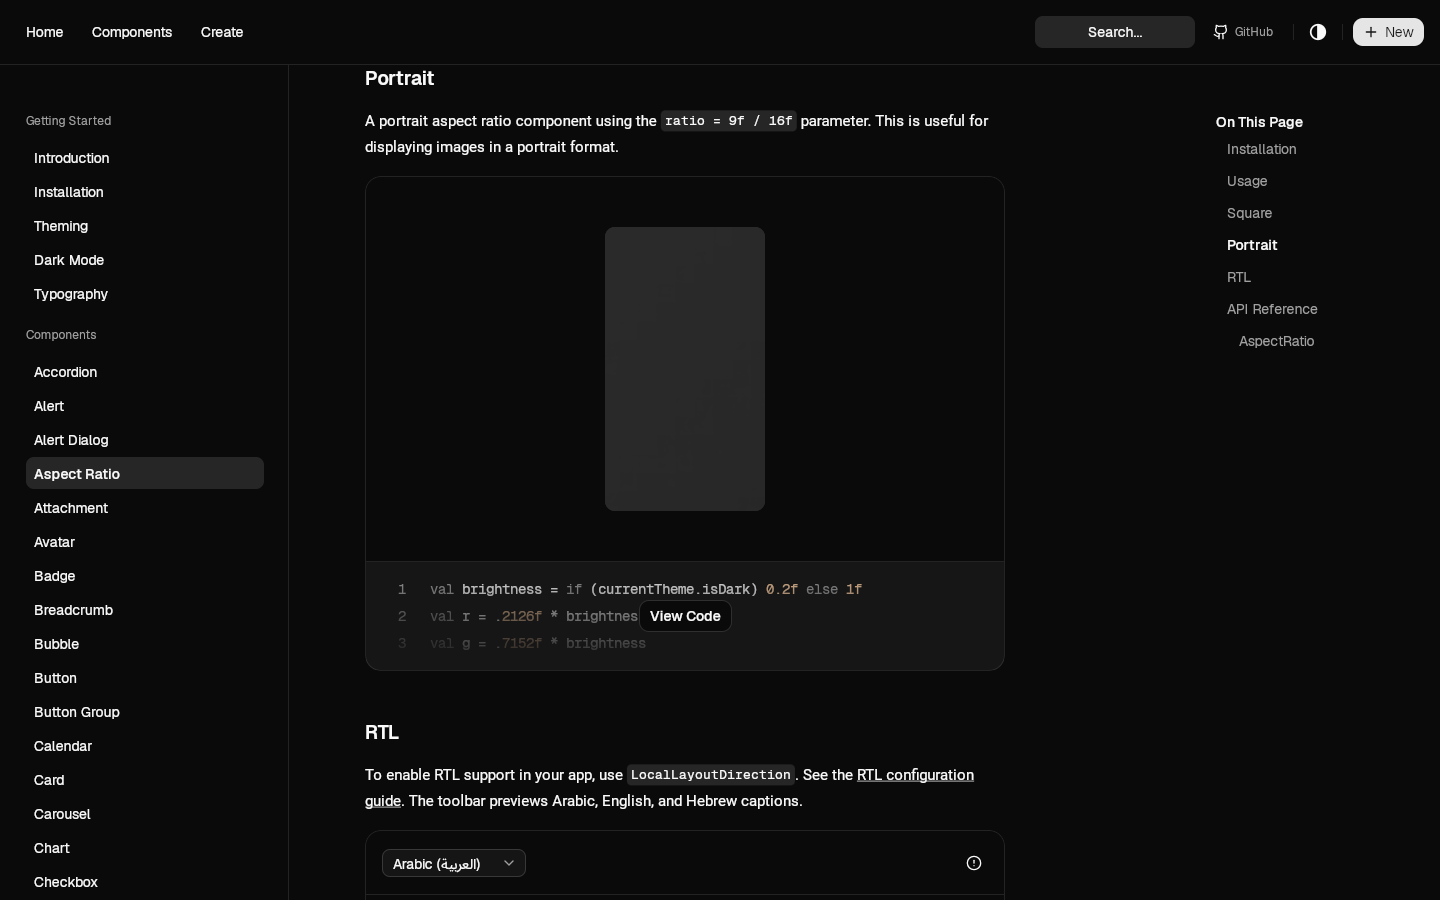 Home
Components
Create
Search...
GitHub
New
Getting Started
Introduction
Installation
Theming
Dark Mode
Typography
Components
Accordion
Alert
Alert Dialog
Aspect Ratio
Attachment
Avatar
Badge
Breadcrumb
Bubble
Button
Button Group
Calendar
Card
Carousel
Chart
Checkbox
Portrait
A portrait aspect ratio component using the ratio = 9f / 16f parameter. This is useful for
displaying images in a portrait format.
1 val brightness = if (currentTheme.isDark) 0.2f else 1f
2 val r = .2126f * brightnes
View Code
3 val g = .7152f * brightness
RTL
To enable RTL support in your app, use LocalLayoutDirection. See the RTL configuration
guide. The toolbar previews Arabic, English, and Hebrew captions.
Arabic (العربية)
On This Page
Installation
Usage
Square
Portrait
RTL
API Reference
AspectRatio